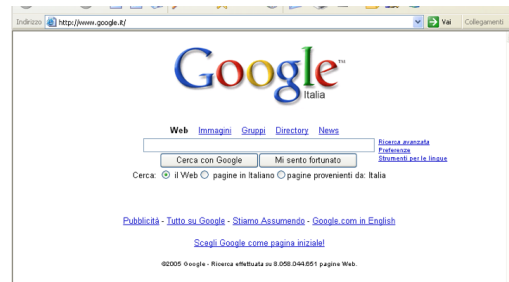 Indirizzo http://www.google.it/ Vai Collegamenti
Google™
Italia
Web Immagini Gruppi Directory News
Ricerca avanzata
Preferenze
Strumenti per le lingue
Cerca con Google Mi sento fortunato
Cerca: il Web pagine in Italiano pagine provenienti da: Italia
Pubblicità - Tutto su Google - Stiamo Assumendo - Google.com in English
Scegli Google come pagina iniziale!
©2005 Google - Ricerca effettuata su 8.058.044.651 pagine Web.